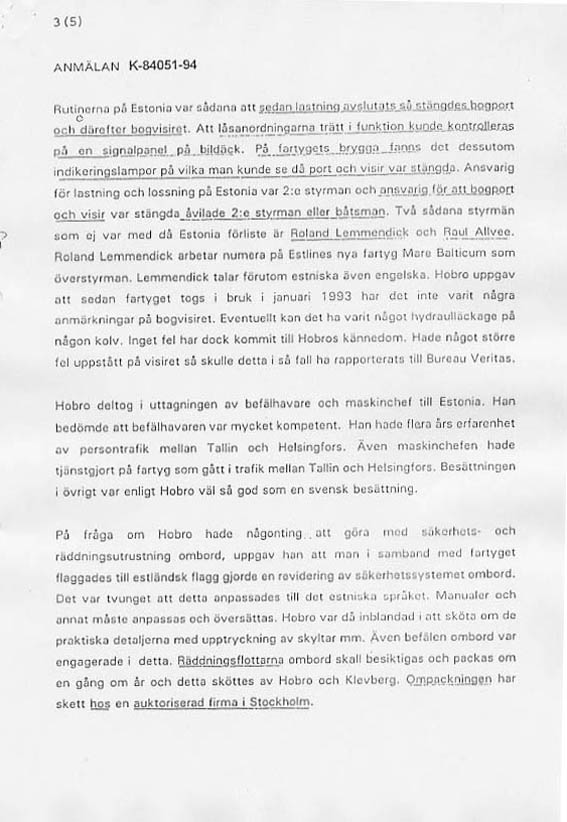 3 (5)
ANMÄLAN K-84051-94
Rutinerna på Estonia var sådana att sedan lastning avslutats så stängdes bogport
och därefter bogvisiret. Att låsanordningarna trätt i funktion kunde kontrolleras
på en signalpanel på bildäck. På fartygets brygga fanns det dessutom
indikeringslampor på vilka man kunde se då port och visir var stängda. Ansvarig
för lastning och lossning på Estonia var 2:e styrman och ansvarig för att bogport
och visir var stängda åvilade 2:e styrman eller båtsman. Två sådana styrmän
som ej var med då Estonia förliste är Roland Lemmendick och Raul Allvee.
Roland Lemmendick arbetar numera på Estlines nya fartyg Mare Balticum som
överstyrman. Lemmendick talar förutom estniska även engelska. Hobro uppgav
att sedan fartyget togs i bruk i januari 1993 har det inte varit några
anmärkningar på bogvisiret. Eventuellt kan det ha varit något hydraulläckage på
någon kolv. Inget fel har dock kommit till Hobros kännedom. Hade något större
fel uppstått på visiret så skulle detta i så fall ha rapporterats till Bureau Veritas.
Hobro deltog i uttagningen av befälhavare och maskinchef till Estonia. Han
bedömde att befälhavaren var mycket kompetent. Han hade flera års erfarenhet
av persontrafik mellan Tallin och Helsingfors. Även maskinchefen hade
tjänstgjort på fartyg som gått i trafik mellan Tallin och Helsingfors. Besättningen
i övrigt var enligt Hobro väl så god som en svensk besättning.
På fråga om Hobro hade någonting att göra med säkerhets- och
räddningsutrustning ombord, uppgav han att man i samband med fartyget
flaggades till estländsk flagg gjorde en revidering av säkerhetssystemet ombord.
Det var tvunget att detta anpassades till det estniska språket. Manualer och
annat måste anpassas och översättas. Hobro var då inblandad i att sköta om de
praktiska detaljerna med upptryckning av skyltar mm. Även befälen ombord var
engagerade i detta. Räddningsflottarna ombord skall besiktigas och packas om
en gång om år och detta sköttes av Hobro och Klevberg. Ompackningen har
skett hos en auktoriserad firma i Stockholm.